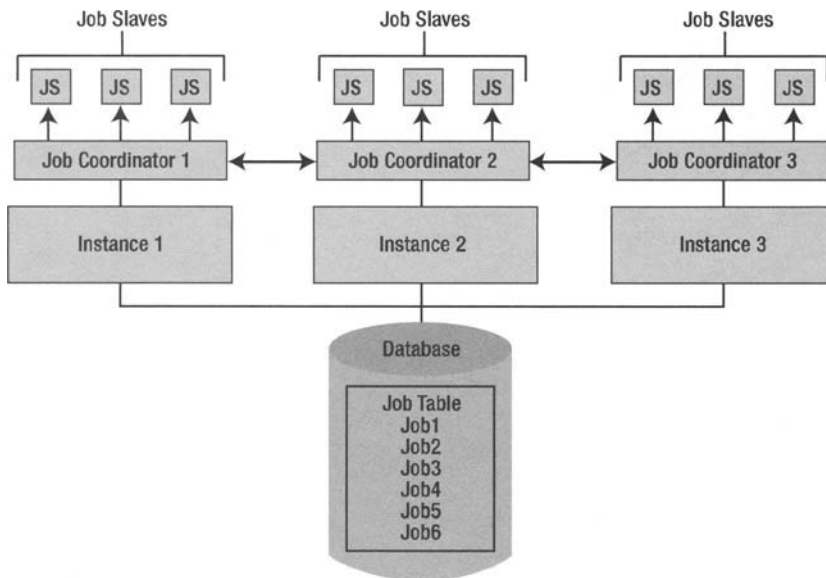 Job Slaves Job Slaves Job Slaves
JS JS JS JS JS JS JS JS JS
Job Coordinator 1 Job Coordinator 2 Job Coordinator 3
Instance 1 Instance 2 Instance 3
Database
Job Table
Job1
Job2
Job3
Job4
Job5
Job6